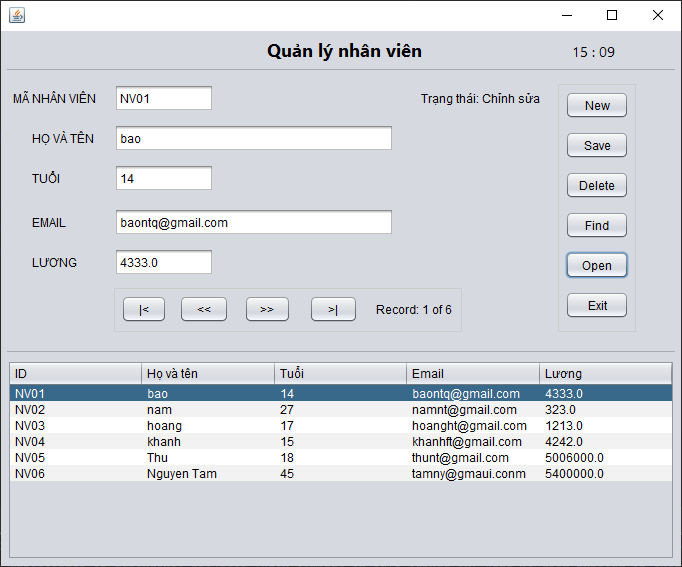 Quản lý nhân viên 15 : 09
MÃ NHÂN VIÊN NV01 Trạng thái: Chỉnh sửa New
HỌ VÀ TÊN bao Save
TUỔI 14 Delete
EMAIL baontq@gmail.com Find
LƯƠNG 4333.0 Open
|< << >> >| Record: 1 of 6 Exit
ID Họ và tên Tuổi Email Lương
NV01 bao 14 baontq@gmail.com 4333.0
NV02 nam 27 namnt@gmail.com 323.0
NV03 hoang 17 hoanght@gmail.com 1213.0
NV04 khanh 15 khanhft@gmail.com 4242.0
NV05 Thu 18 thunt@gmail.com 5006000.0
NV06 Nguyen Tam 45 tamny@gmaui.conm 5400000.0